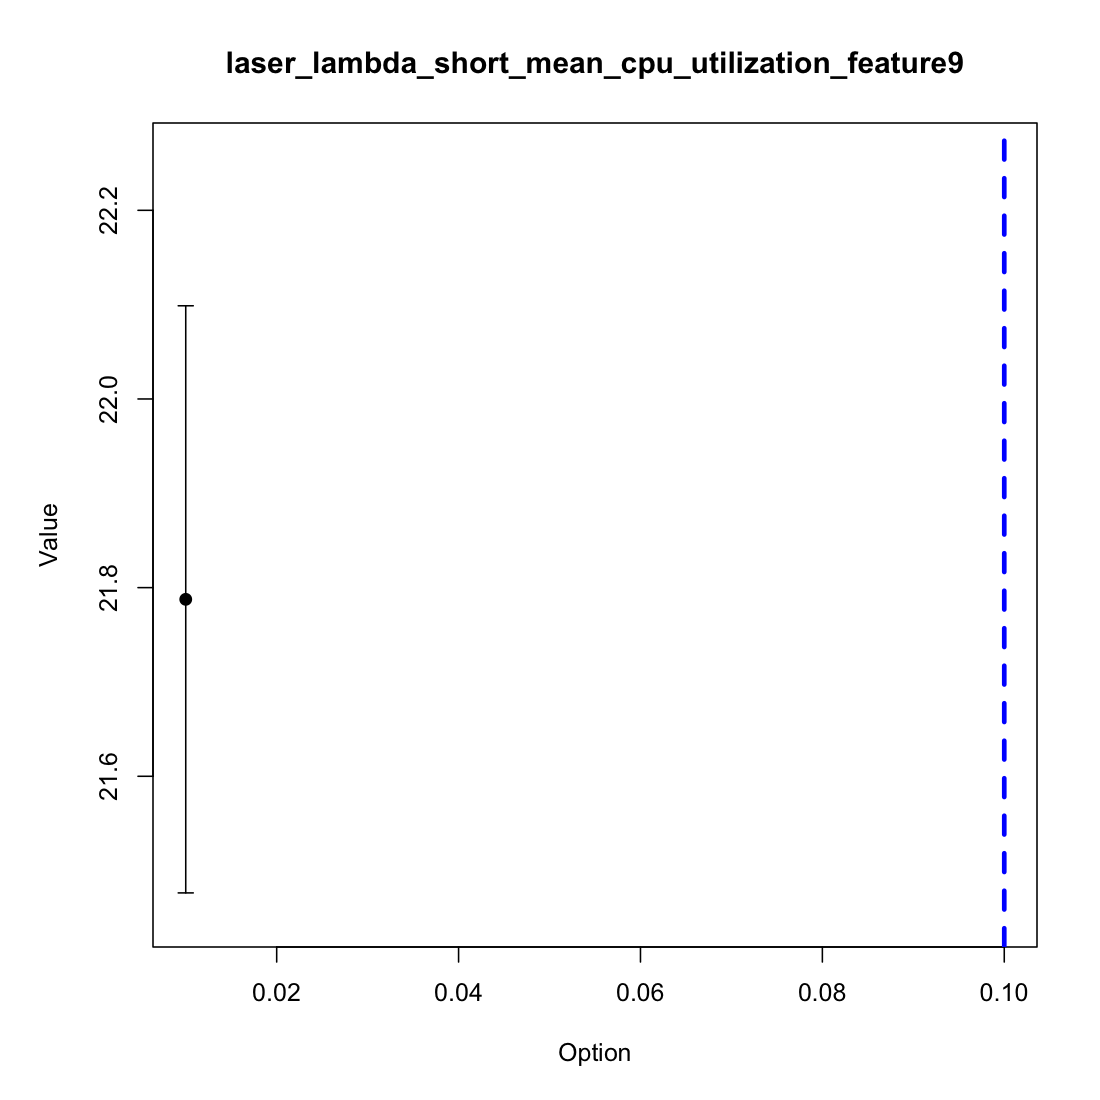 laser_lambda_short_mean_cpu_utilization_feature9
22.2
22.0
21.8
21.6
Value
0.02 0.04 0.06 0.08 0.10
Option